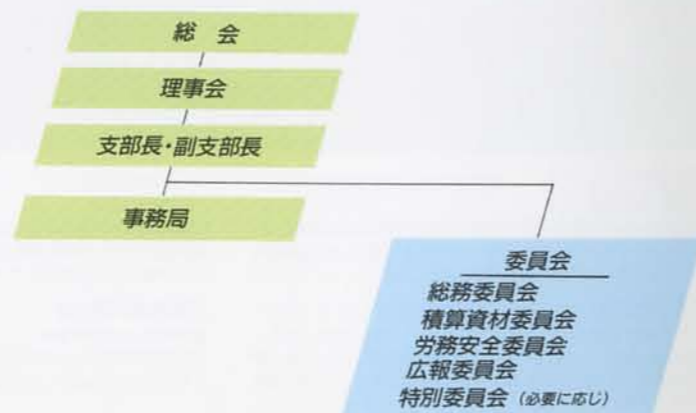 総 会
理事会
支部長・副支部長
事務局
委員会
総務委員会
積算資材委員会
労務安全委員会
広報委員会
特別委員会（必要に応じ）